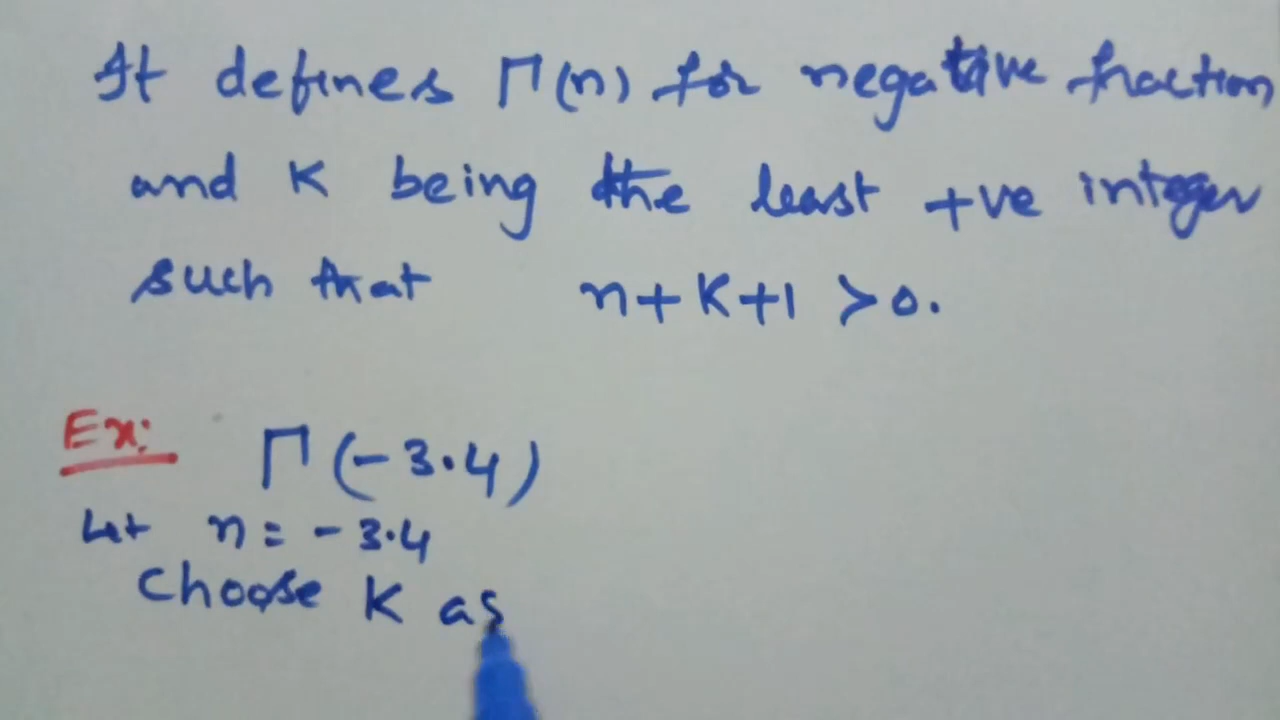 It defines Γ(n) for negative fraction
and K being the least +ve integer
such that n+K+1 >0.
Ex: Γ(-3.4)
Let n = -3.4
Choose K as